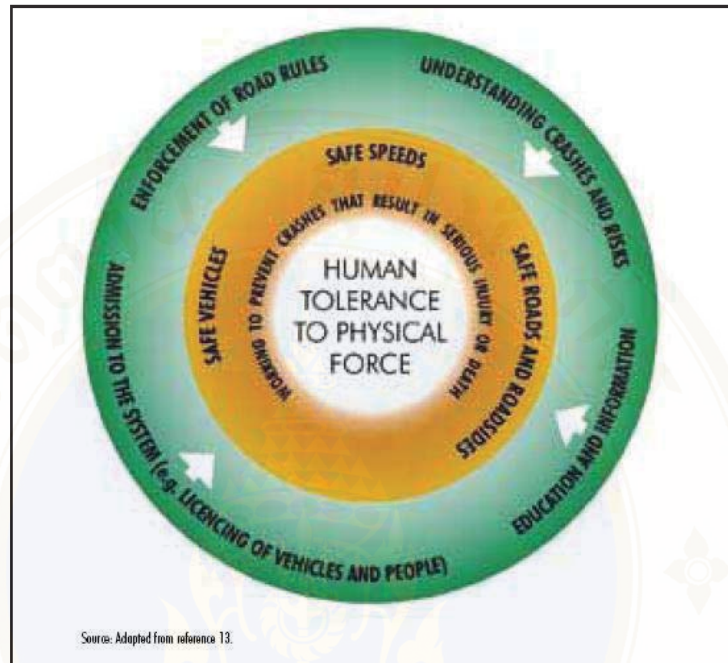 ENFORCEMENT OF ROAD RULES
UNDERSTANDING CRASHES AND RISKS
ADMISSION TO THE SYSTEM (e.g. LICENCING OF VEHICLES AND PEOPLE)
EDUCATION AND INFORMATION
SAFE SPEEDS
SAFE VEHICLES
SAFE ROADS AND ROADSIDES
WORKING TO PREVENT CRASHES THAT RESULT IN SERIOUS INJURY OR DEATH
HUMAN
TOLERANCE
TO PHYSICAL
FORCE
Source: Adapted from reference 13.